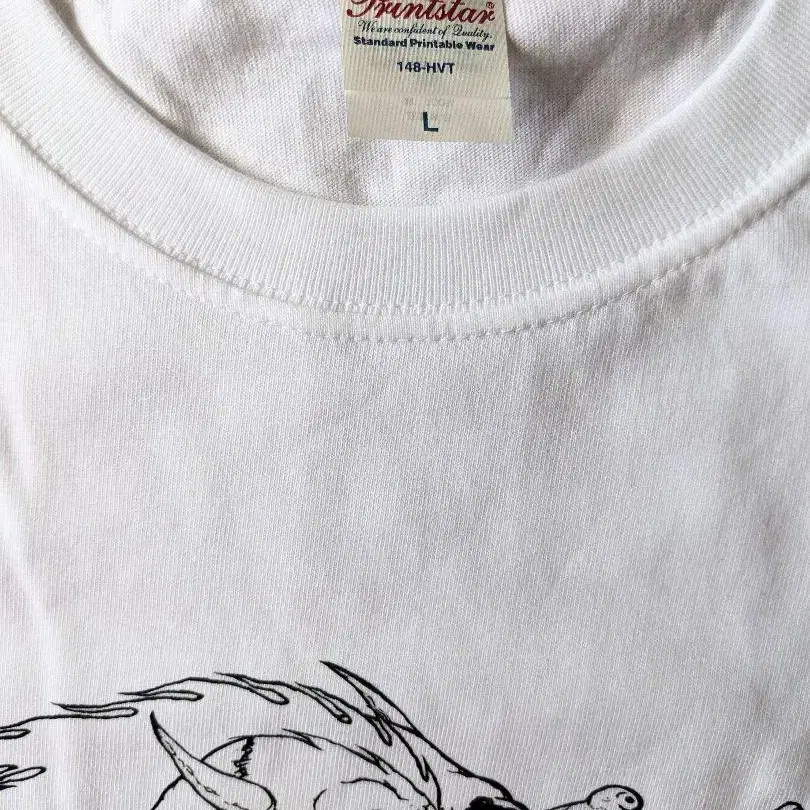 Printstar®
We are confident of Quality.
Standard Printable Wear
148-HVT
L